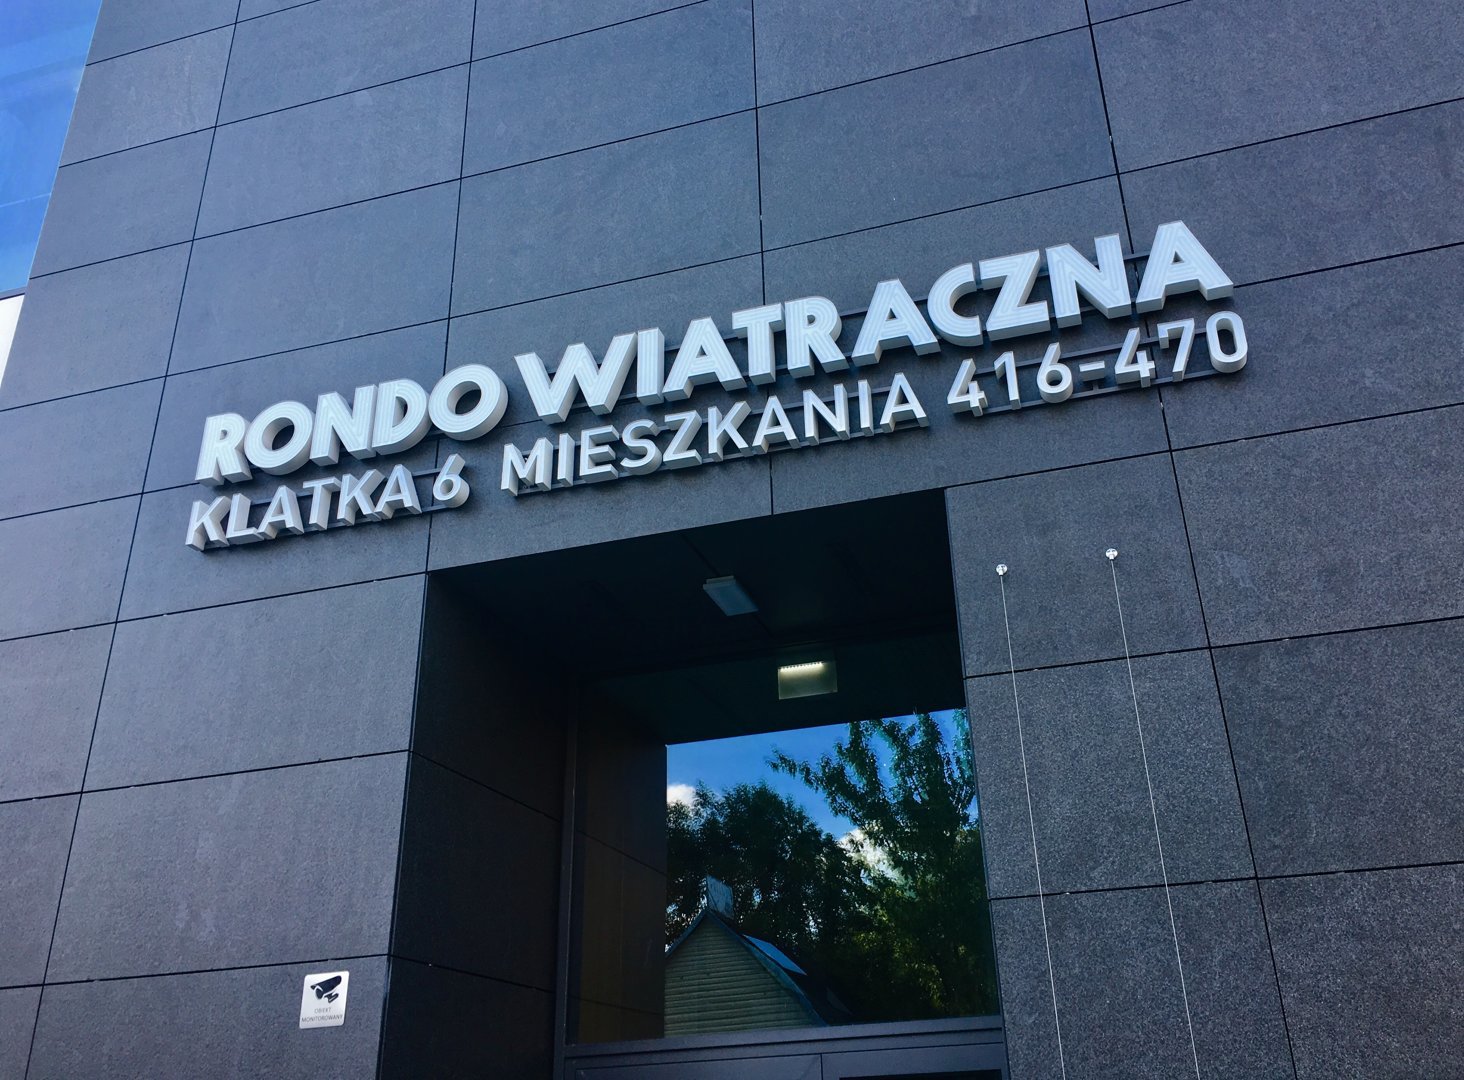 RONDO WIATRACZNA
KLATKA 6 MIESZKANIA 416-470
OBIEKT
MONITOROWANY